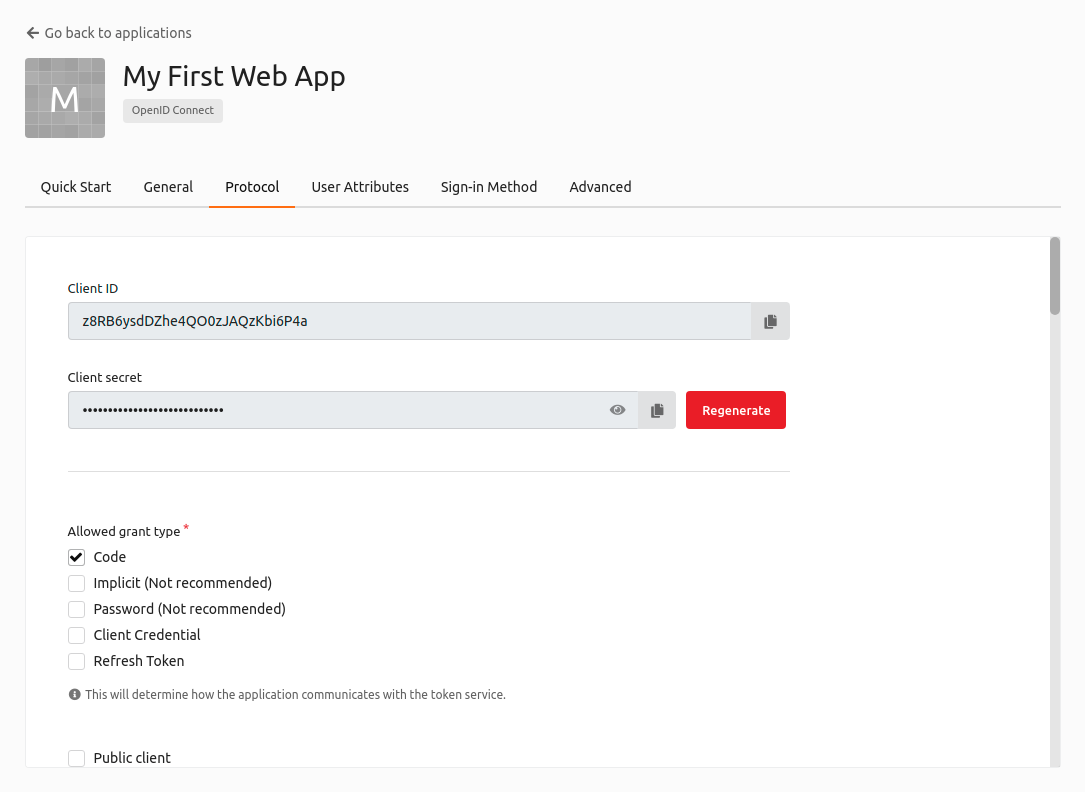 Go back to applications
M
My First Web App
OpenID Connect
Quick Start General Protocol User Attributes Sign-in Method Advanced
Client ID
z8RB6ysdDZhe4QO0zJAQzKbi6P4a
Client secret
••••••••••••••••••••••••••••
Regenerate
Allowed grant type *
Code
Implicit (Not recommended)
Password (Not recommended)
Client Credential
Refresh Token
This will determine how the application communicates with the token service.
Public client